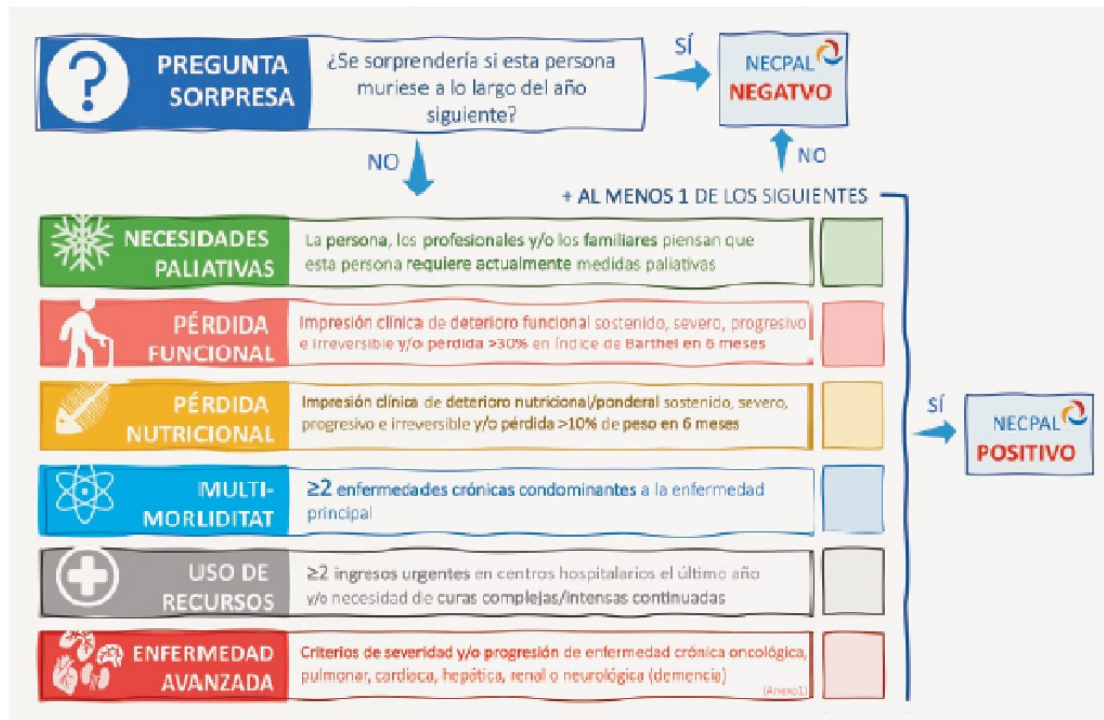 ?
PREGUNTA
SORPRESA
¿Se sorprendería si esta persona
muriese a lo largo del año
siguiente?
SÍ
NECPAL
NEGATVO
NO
NO
+ AL MENOS 1 DE LOS SIGUIENTES
NECESIDADES
PALIATIVAS
La persona, los profesionales y/o los familiares piensan que
esta persona requiere actualmente medidas paliativas
PÉRDIDA
FUNCIONAL
Impresión clínica de deterioro funcional sostenido, severo, progresivo
e irreversible y/o pérdida >30% en Índice de Barthel en 6 meses
PÉRDIDA
NUTRICIONAL
Impresión clínica de deterioro nutricional/ponderal sostenido, severo,
progresivo e irreversible y/o pérdida >10% de peso en 6 meses
SÍ
NECPAL
POSITIVO
MULTI-
MORLIDITAT
≥2 enfermedades crónicas condominantes a la enfermedad
principal
USO DE
RECURSOS
≥2 ingresos urgentes en centros hospitalarios el último año
y/o necesidad de curas complejas/intensas continuadas
ENFERMEDAD
AVANZADA
Criterios de severidad y/o progresión de enfermedad crónica oncológica,
pulmonar, cardiaca, hepática, renal o neurológica (demencia)
(Anexo1)